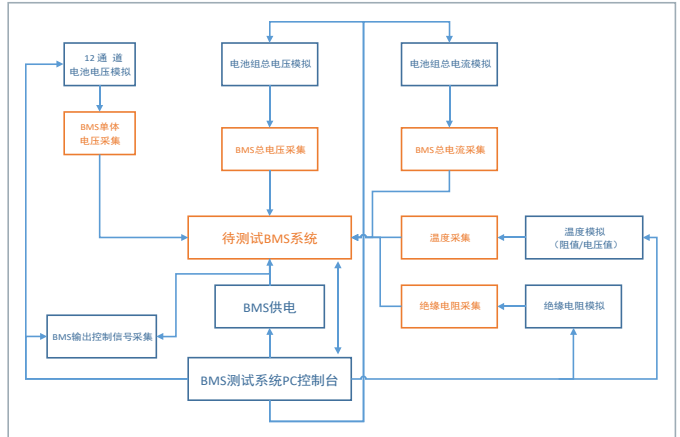 12 通 道
电池电压模拟
电池组总电压模拟
电池组总电流模拟
BMS单体
电压采集
BMS总电压采集
BMS总电流采集
待测试BMS系统
温度采集
温度模拟
（阻值/电压值）
BMS供电
绝缘电阻采集
绝缘电阻模拟
BMS输出控制信号采集
BMS测试系统PC控制台